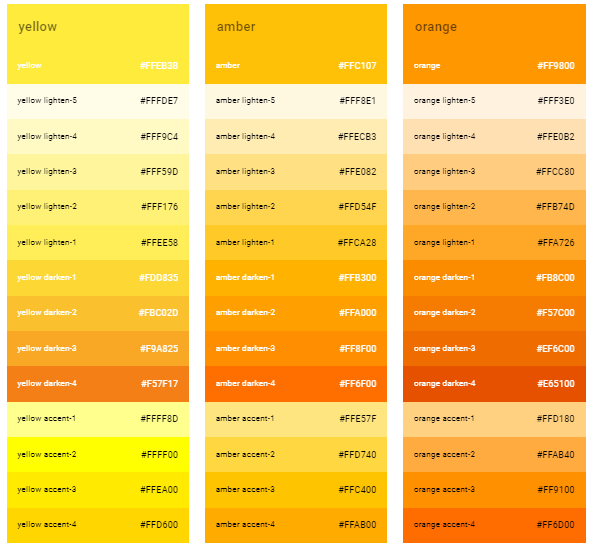 yellow
yellow #FFEB3B
yellow lighten-5 #FFFDE7
yellow lighten-4 #FFF9C4
yellow lighten-3 #FFF59D
yellow lighten-2 #FFF176
yellow lighten-1 #FFEE58
yellow darken-1 #FDD835
yellow darken-2 #FBC02D
yellow darken-3 #F9A825
yellow darken-4 #F57F17
yellow accent-1 #FFFF8D
yellow accent-2 #FFFF00
yellow accent-3 #FFEA00
yellow accent-4 #FFD600
amber
amber #FFC107
amber lighten-5 #FFF8E1
amber lighten-4 #FFECB3
amber lighten-3 #FFE082
amber lighten-2 #FFD54F
amber lighten-1 #FFCA28
amber darken-1 #FFB300
amber darken-2 #FFA000
amber darken-3 #FF8F00
amber darken-4 #FF6F00
amber accent-1 #FFE57F
amber accent-2 #FFD740
amber accent-3 #FFC400
amber accent-4 #FFAB00
orange
orange #FF9800
orange lighten-5 #FFF3E0
orange lighten-4 #FFE0B2
orange lighten-3 #FFCC80
orange lighten-2 #FFB74D
orange lighten-1 #FFA726
orange darken-1 #FB8C00
orange darken-2 #F57C00
orange darken-3 #EF6C00
orange darken-4 #E65100
orange accent-1 #FFD180
orange accent-2 #FFAB40
orange accent-3 #FF9100
orange accent-4 #FF6D00